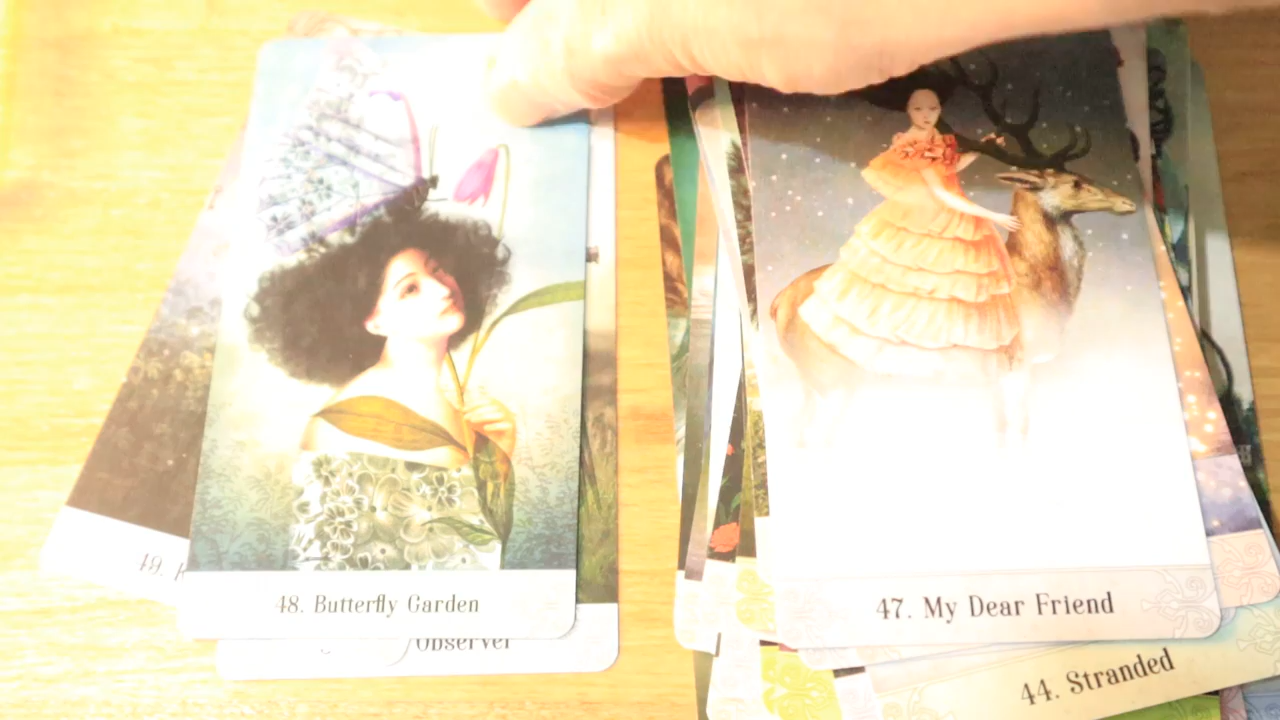 48. Butterfly Garden
Observer
47. My Dear Friend
44. Stranded